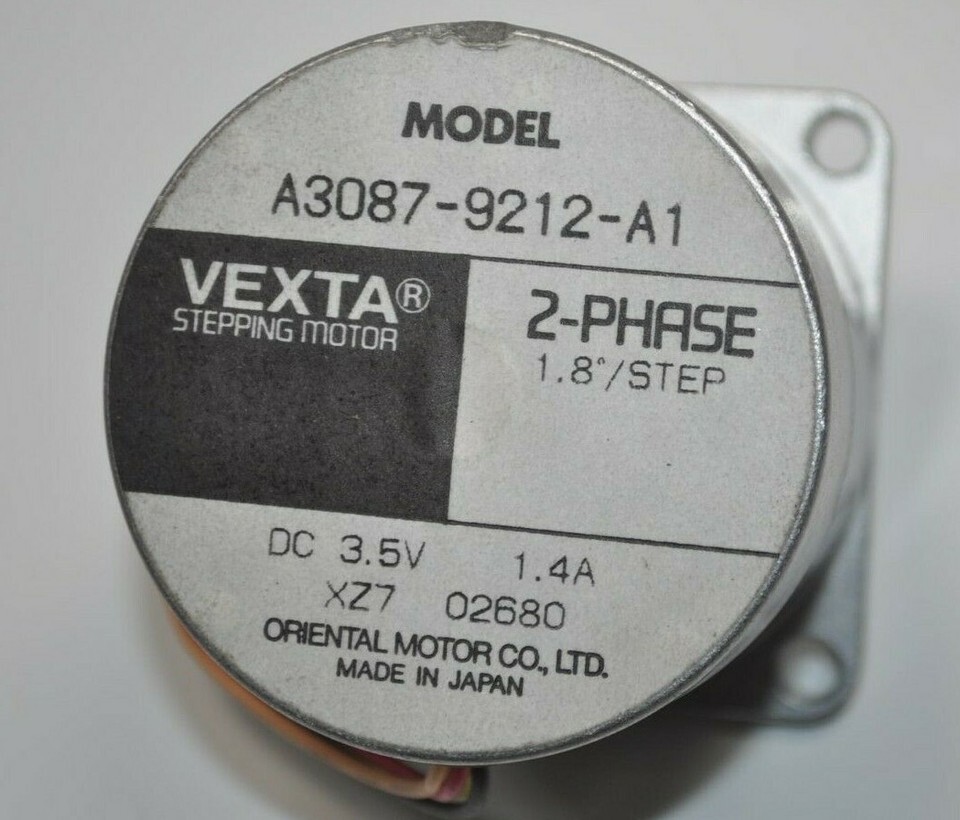 MODEL
A3087-9212-A1
VEXTA®
STEPPING MOTOR
2-PHASE
1.8°/STEP
DC 3.5V 1.4A
XZ7 02680
ORIENTAL MOTOR CO., LTD.
MADE IN JAPAN